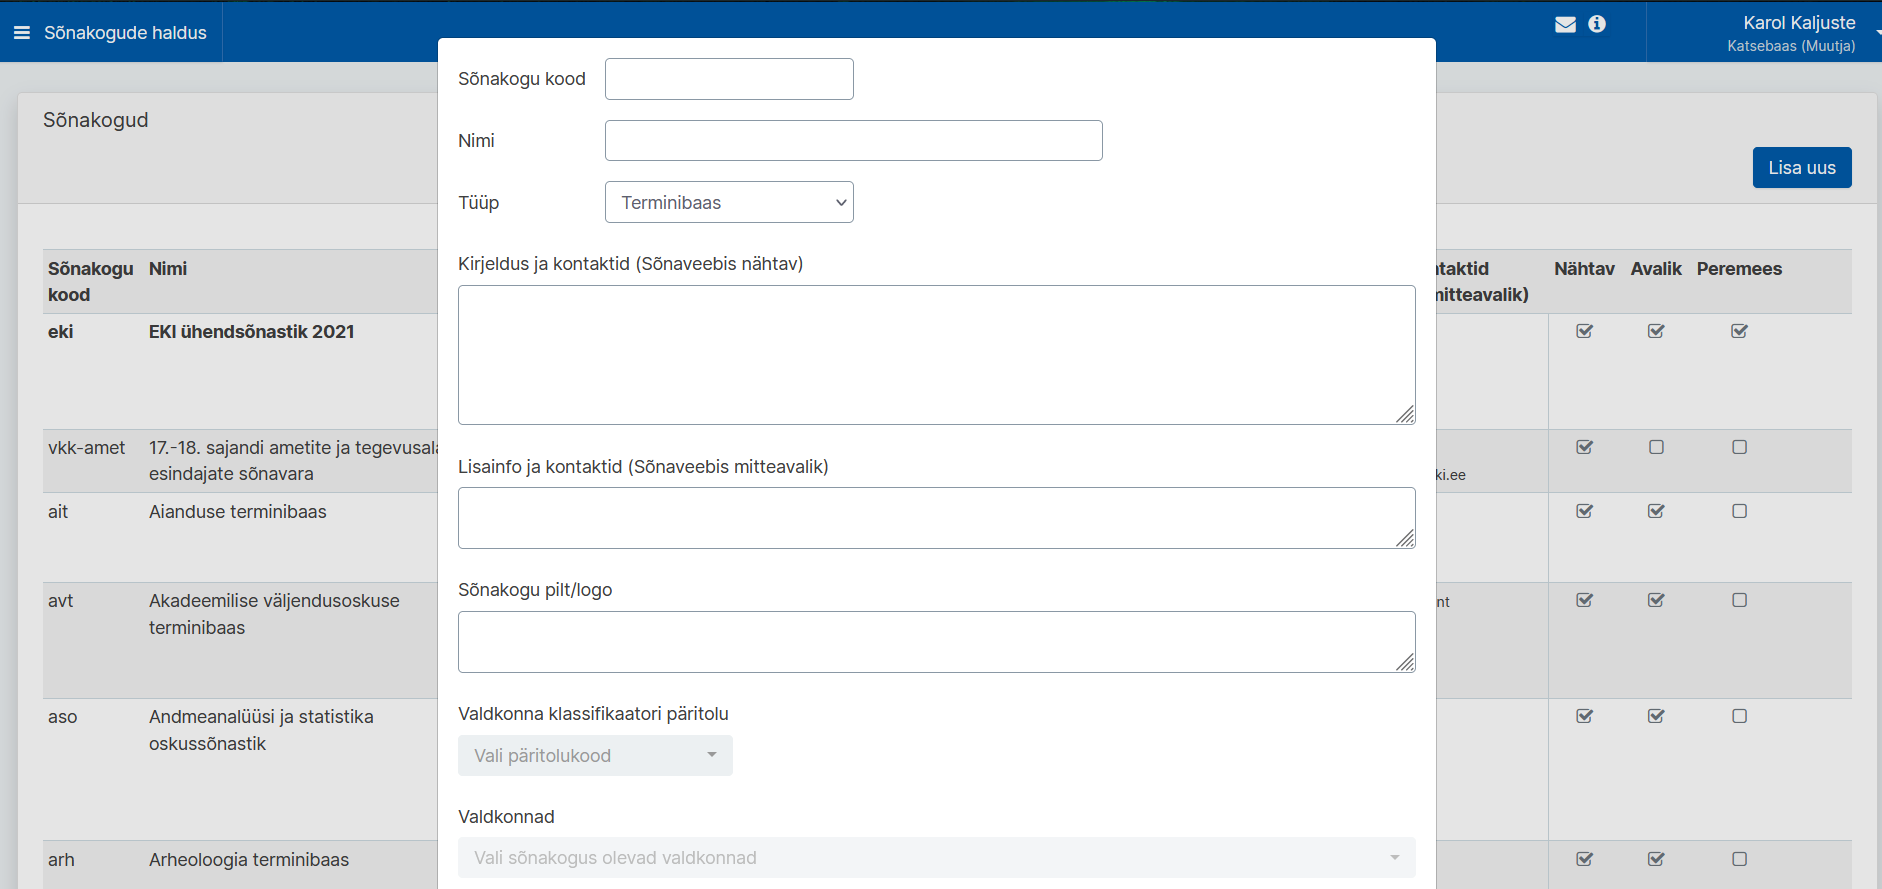 Sõnakogude haldus
Karol Kaljuste
Katsebaas (Muutja)
Sõnakogud
Lisa uus
Sõnakogu kood
Nimi
Tüüp
Terminibaas
Kirjeldus ja kontaktid (Sõnaveebis nähtav)
Lisainfo ja kontaktid (Sõnaveebis mitteavalik)
Sõnakogu pilt/logo
Valdkonna klassifikaatori päritolu
Vali päritolukood
Valdkonnad
Vali sõnakogus olevad valdkonnad
Sõnakogu kood
Nimi
ntaktid
mitteavalik)
Nähtav
Avalik
Peremees
eki
EKI ühendsõnastik 2021
vkk-amet
17.-18. sajandi ametite ja tegevusala
esindajate sõnavara
ki.ee
ait
Aianduse terminibaas
avt
Akadeemilise väljendusoskuse
terminibaas
nt
aso
Andmeanalüüsi ja statistika
oskussõnastik
arh
Arheoloogia terminibaas